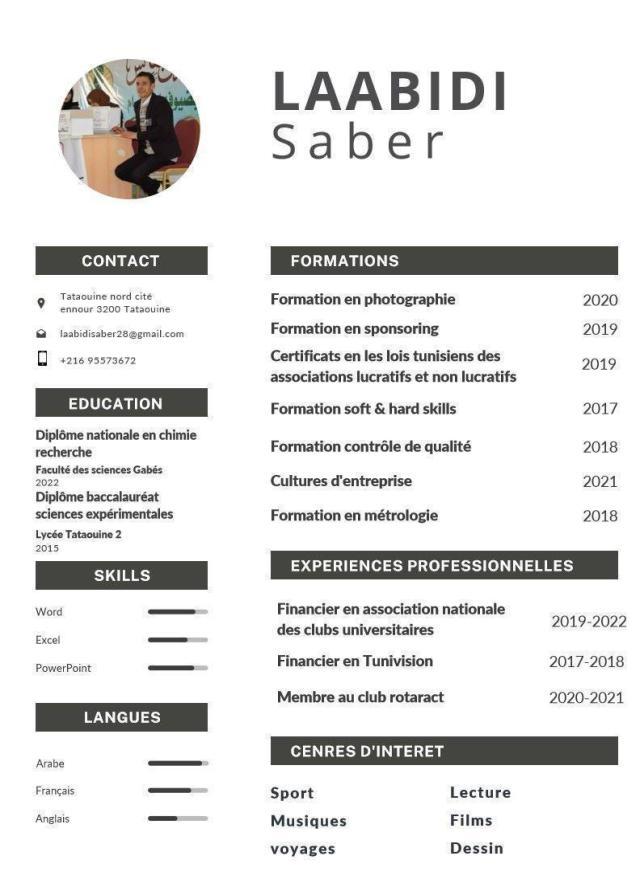 LAABIDI
Saber
CONTACT
Tataouine nord cité
ennour 3200 Tataouine
laabidisaber28@gmail.com
+216 95573672
EDUCATION
Diplôme nationale en chimie
recherche
Faculté des sciences Gabés
2022
Diplôme baccalauréat
sciences expérimentales
Lycée Tataouine 2
2015
SKILLS
Word
Excel
PowerPoint
LANGUES
Arabe
Français
Anglais
FORMATIONS
Formation en photographie 2020
Formation en sponsoring 2019
Certificats en les lois tunisiens des
associations lucratifs et non lucratifs 2019
Formation soft & hard skills 2017
Formation contrôle de qualité 2018
Cultures d'entreprise 2021
Formation en métrologie 2018
EXPERIENCES PROFESSIONNELLES
Financier en association nationale
des clubs universitaires 2019-2022
Financier en Tunivision 2017-2018
Membre au club rotaract 2020-2021
CENRES D'INTERET
Sport Lecture
Musiques Films
voyages Dessin